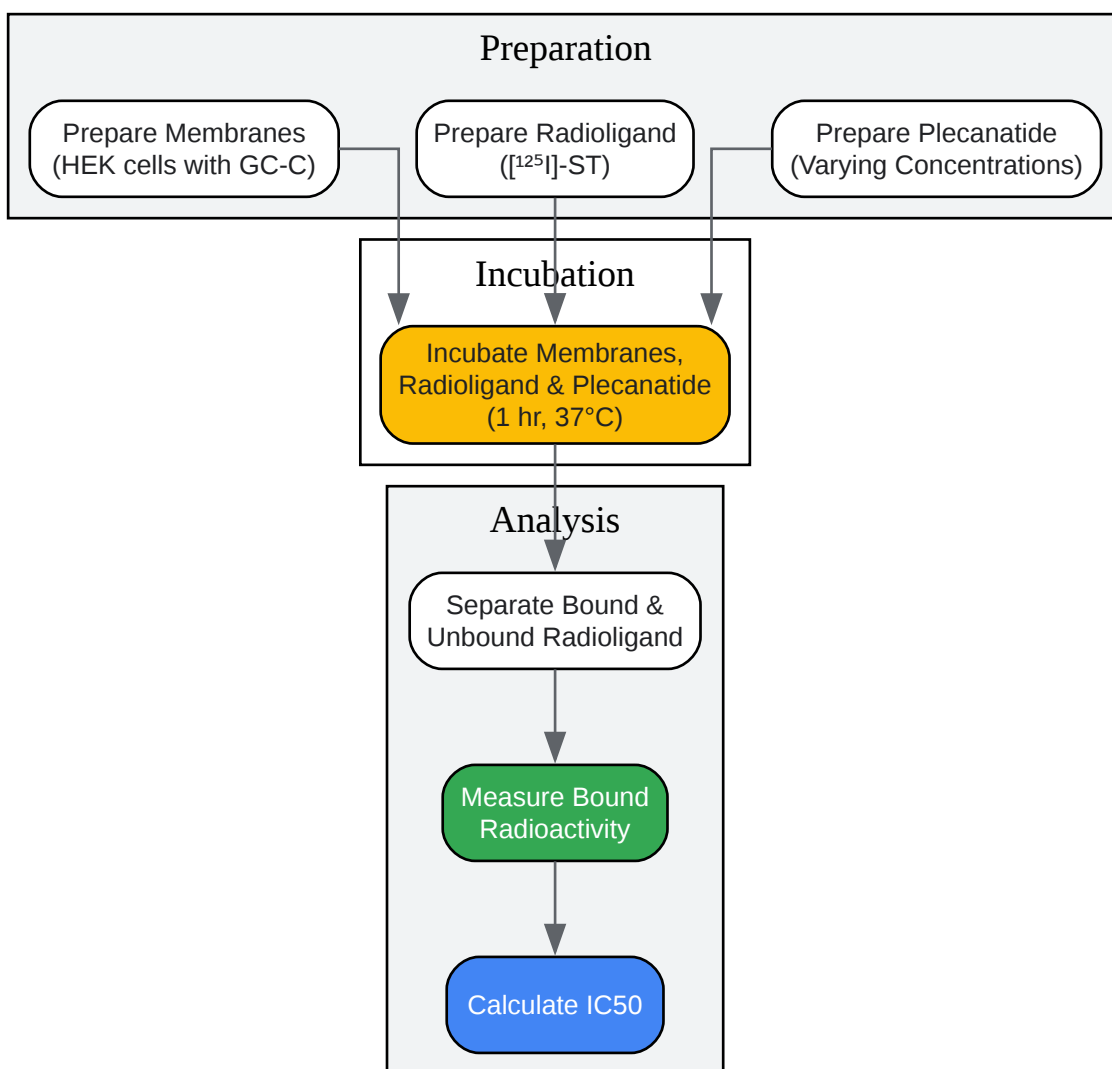 Preparation
Prepare Membranes
(HEK cells with GC-C)
Prepare Radioligand
([¹²⁵I]-ST)
Prepare Plecanatide
(Varying Concentrations)
Incubation
Incubate Membranes,
Radioligand & Plecanatide
(1 hr, 37°C)
Analysis
Separate Bound &
Unbound Radioligand
Measure Bound
Radioactivity
Calculate IC50